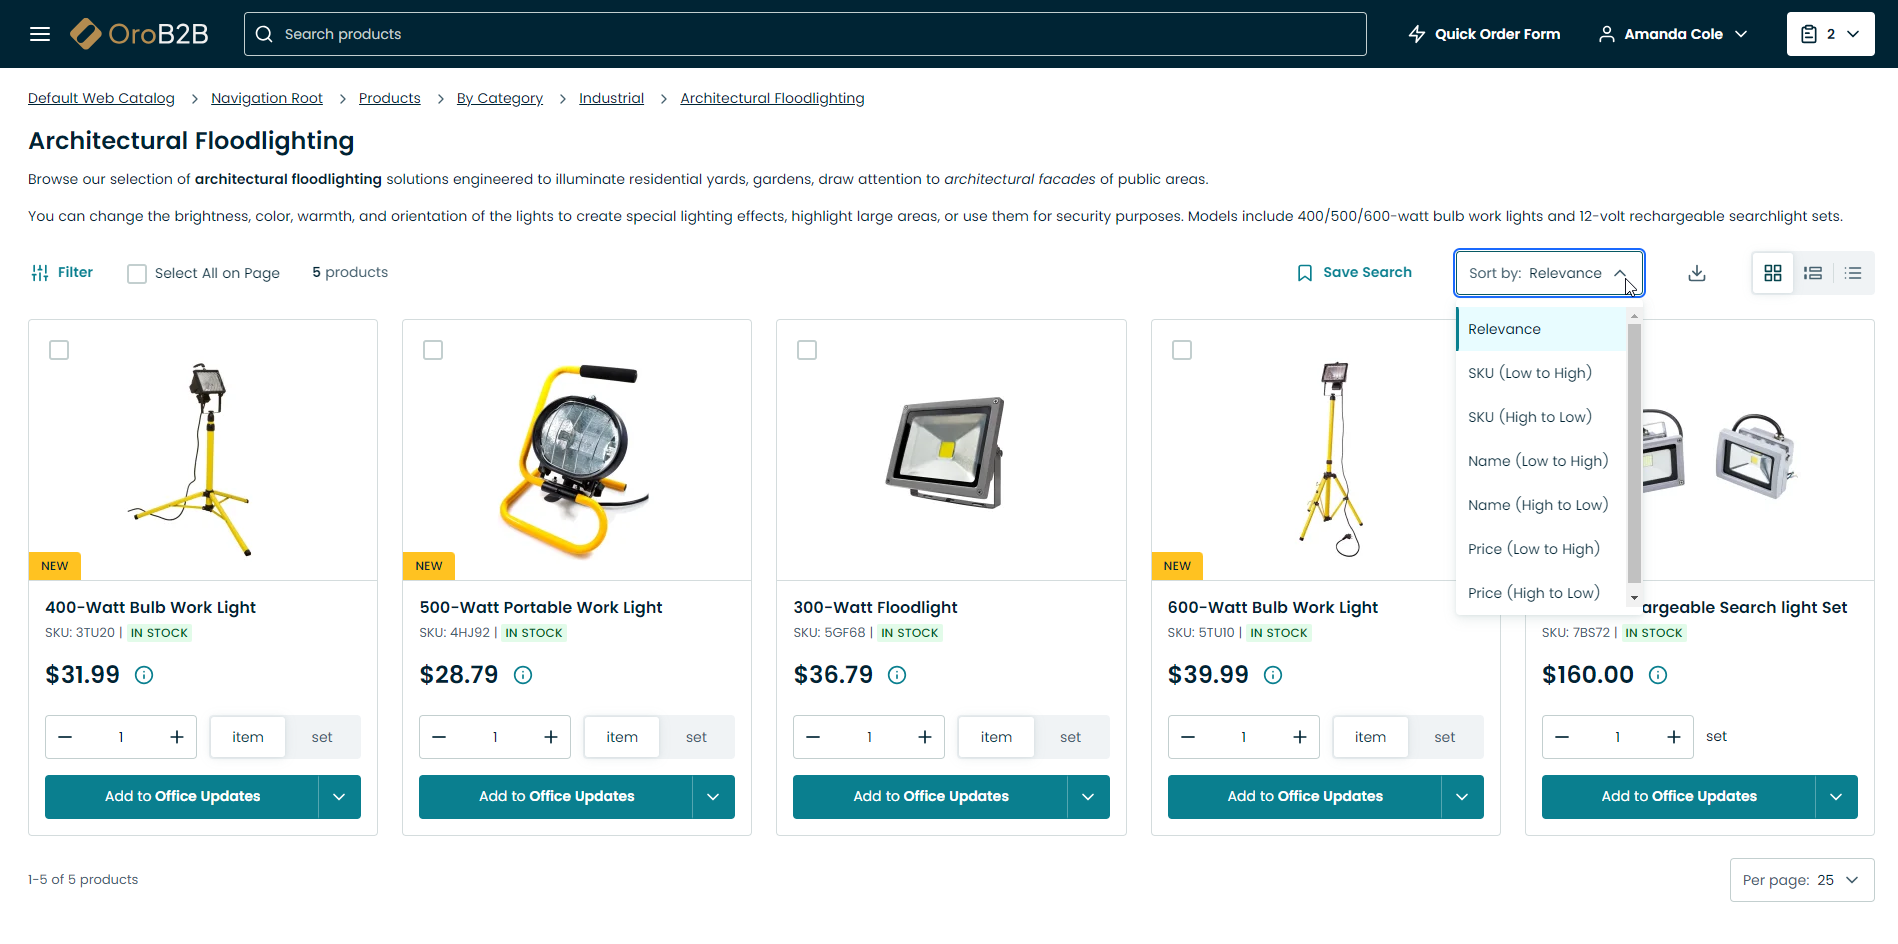 OroB2B
Search products
Quick Order Form
Amanda Cole
2
Default Web Catalog > Navigation Root > Products > By Category > Industrial > Architectural Floodlighting
Architectural Floodlighting
Browse our selection of architectural floodlighting solutions engineered to illuminate residential yards, gardens, draw attention to architectural facades of public areas.
You can change the brightness, color, warmth, and orientation of the lights to create special lighting effects, highlight large areas, or use them for security purposes. Models include 400/500/600-watt bulb work lights and 12-volt rechargeable searchlight sets.
Filter
Select All on Page
5 products
Save Search
Sort by: Relevance
Relevance
SKU (Low to High)
SKU (High to Low)
Name (Low to High)
Name (High to Low)
Price (Low to High)
Price (High to Low)
NEW
400-Watt Bulb Work Light
SKU: 3TU20 | IN STOCK
$31.99
1
item
set
Add to Office Updates
NEW
500-Watt Portable Work Light
SKU: 4HJ92 | IN STOCK
$28.79
1
item
set
Add to Office Updates
300-Watt Floodlight
SKU: 5GF68 | IN STOCK
$36.79
1
item
set
Add to Office Updates
NEW
600-Watt Bulb Work Light
SKU: 5TU10 | IN STOCK
$39.99
1
item
set
Add to Office Updates
argeable Search light Set
SKU: 7BS72 | IN STOCK
$160.00
1
set
Add to Office Updates
1-5 of 5 products
Per page: 25